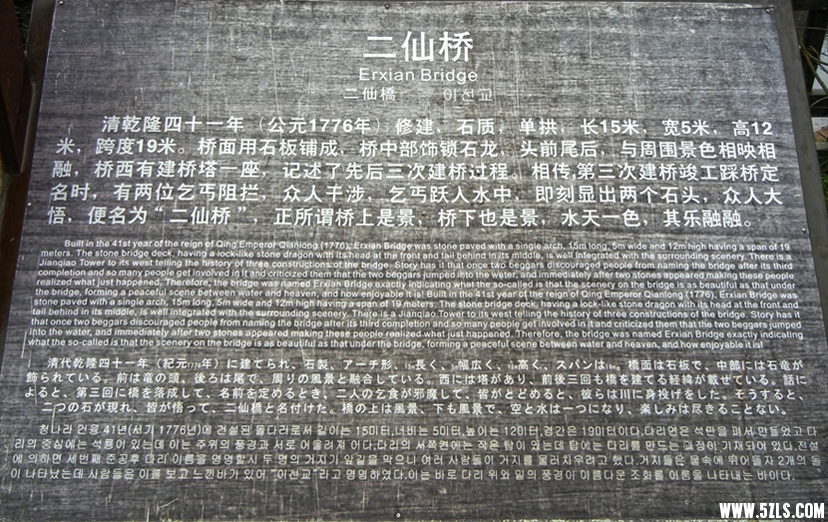 二仙桥
Erxian Bridge
二仙橋 이선교
清乾隆四十一年（公元1776年）修建，石质，单拱，长15米，宽5米，高12
米，跨度19米。桥面用石板铺成，桥中部饰锁石龙，头前尾后，与周围景色相映相
融，桥西有建桥塔一座，记述了先后三次建桥过程。相传，第三次建桥竣工踩桥定
名时，有两位乞丐阻拦，众人干涉，乞丐跃人水中，即刻显出两个石头，众人大
悟，便名为“二仙桥”，正所谓桥上是景，桥下也是景，水天一色，其乐融融。
Built in the 41st year of the reign of Qing Emperor Qianlong (1776), Erxian Bridge was stone paved with a single arch, 15m long, 5m wide and 12m high having a span of 19
meters. The stone bridge deck, having a lock-like stone dragon with its head at the front and tail behind in its middle, is well integrated with the surrounding scenery. There is a
Jianqiao Tower to its west telling the history of three constructions of the bridge. Story has it that once two beggars discouraged people from naming the bridge after its third
completion and so many people get involved in it and criticized them that the two beggars jumped into the water, and immediately after two stones appeared making these people
realized what just happened. Therefore, the bridge was named Erxian Bridge exactly indicating what the so-called is that the scenery on the bridge is as beautiful as that under
the bridge, forming a peaceful scene between water and heaven, and how enjoyable it is! Built in the 41st year of the reign of Qing Emperor Qianlong (1776), Erxian Bridge was
stone paved with a single arch, 15m long, 5m wide and 12m high having a span of 19 meters. The stone bridge deck, having a lock-like stone dragon with its head at the front and
tail behind in its middle, is well integrated with the surrounding scenery. There is a Jianqiao Tower to its west telling the history of three constructions of the bridge. Story has it
that once two beggars discouraged people from naming the bridge after its third completion and so many people get involved in it and criticized them that the two beggars jumped
into the water, and immediately after two stones appeared making these people realized what just happened. Therefore, the bridge was named Erxian Bridge exactly indicating
what the so-called is that the scenery on the bridge is as beautiful as that under the bridge, forming a peaceful scene between water and heaven, and how enjoyable it is!
清代乾隆四十一年（紀元1776年）に建てられ、石製、アーチ形、長く、幅広く、高く、スパンは。橋面は石板で、中部には石竜が
飾られている。前は竜の頭、後ろは尾で、周りの風景と融合している。西には塔があり、前後三回も橋を建てる経緯が載せている。話に
よると、第三回に橋を落成して、名前を定めるとき、二人の乞食が邪魔して、皆がとどめると、彼らは川に身投げをした。そうすると、
二つの石が現れ、皆が悟って、二仙橋と名付けた。橋の上は風景、下も風景で、空と水は一つになり、楽しみは尽きることない。
청나라 건륭 41년(서기 1776년)에 건설된 돌다리로서 길이는 15미터,너비는 5미터,높이는 12미터,경간은 19미터이다.다리면은 석판을 펴서 만들었고 다
리의 중심에는 석룡이 있는데 이는 주위의 풍경과 서로 어울려져 있다.다리의 서쪽켠에는 작은 탑이 있는데 탑에는 다리를 만드는 과정이 기재되여 있다.전설
에 의하면 세번째 준공후 다리 이름을 명명할시 두 명의 거지가 앞길을 막으니 여러 사람들이 거지를 물리치우려고 했다.거지들은 물속에 뛰어들자 2개의 돌
이 나타났는데 사람들은 이를 보고 느낀바가 있어 "이선교"라고 명명하였다.이는 바로 다리 위와 밑의 풍경이 아름다운 조화를 이룸을 나타내는 바이다.
WWW.5ZLS.COM